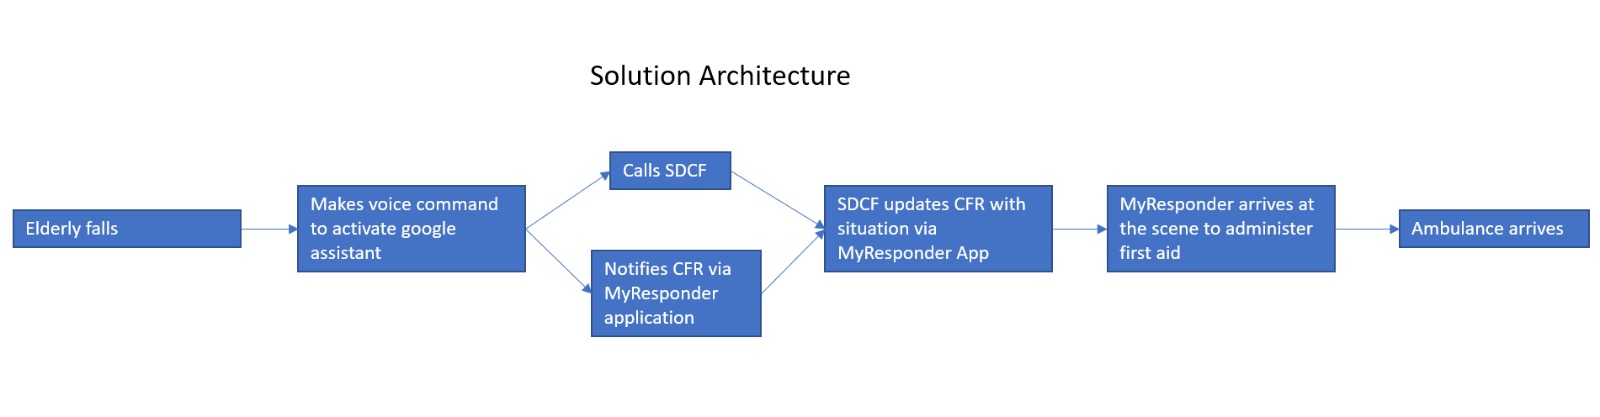 Solution Architecture
Elderly falls
Makes voice command
to activate google
assistant
Calls SDCF
Notifies CFR via
MyResponder
application
SDCF updates CFR with
situation via
MyResponder App
MyResponder arrives at
the scene to administer
first aid
Ambulance arrives